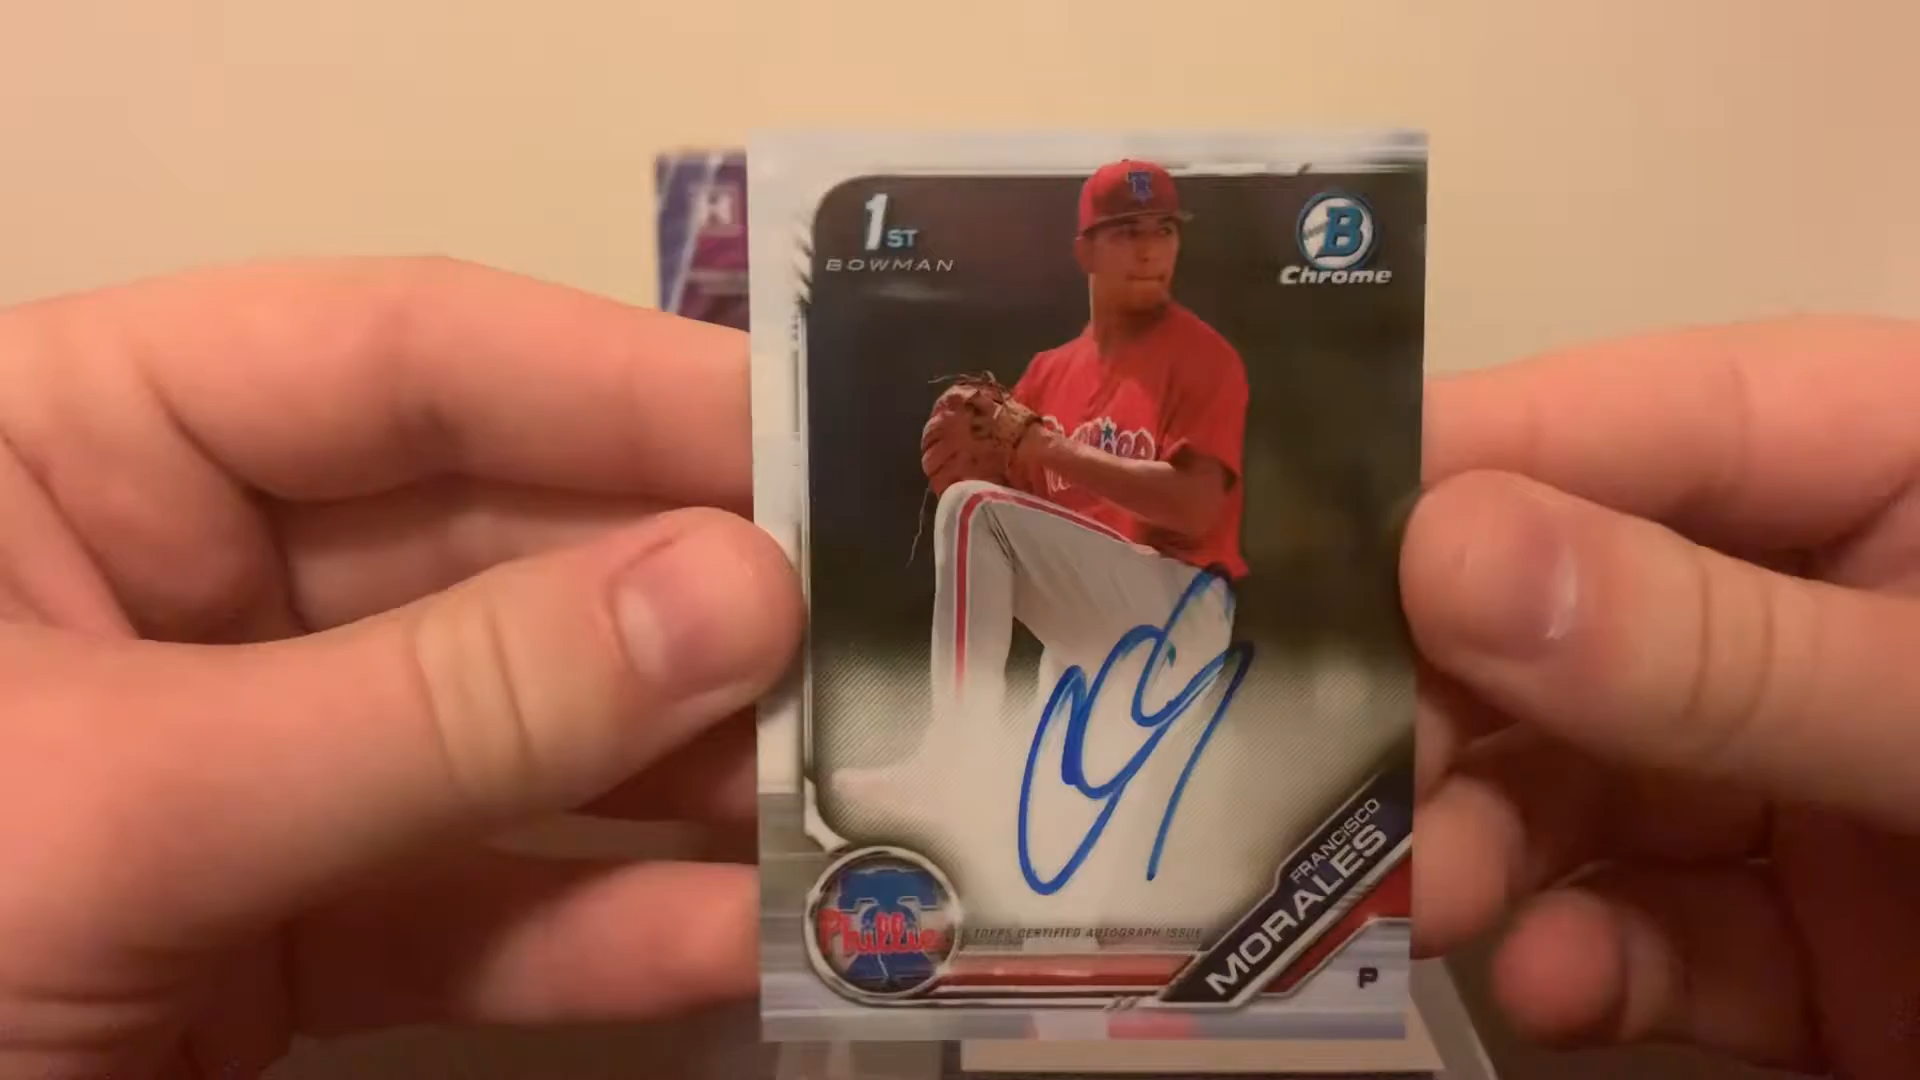 1ST
BOWMAN
B
Chrome
Phillies
TOPPS CERTIFIED AUTOGRAPH ISSUE
FRANCISCO
MORALES
P